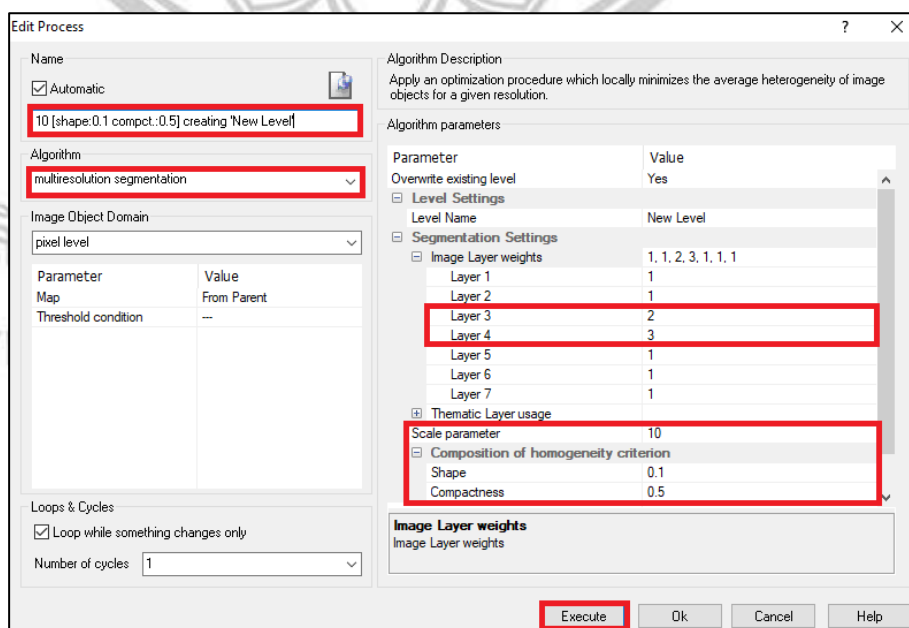 Edit Process
? X
Name
Automatic
10 [shape:0.1 compct.:0.5] creating 'New Level'
Algorithm
multiresolution segmentation
Image Object Domain
pixel level
Parameter Value
Map From Parent
Threshold condition ---
Loops & Cycles
Loop while something changes only
Number of cycles 1
Algorithm Description
Apply an optimization procedure which locally minimizes the average heterogeneity of image
objects for a given resolution.
Algorithm parameters
Parameter Value
Overwrite existing level Yes
Level Settings
Level Name New Level
Segmentation Settings
Image Layer weights 1, 1, 2, 3, 1, 1, 1
Layer 1 1
Layer 2 1
Layer 3 2
Layer 4 3
Layer 5 1
Layer 6 1
Layer 7 1
Thematic Layer usage
Scale parameter 10
Composition of homogeneity criterion
Shape 0.1
Compactness 0.5
Image Layer weights
Image Layer weights
Execute Ok Cancel Help